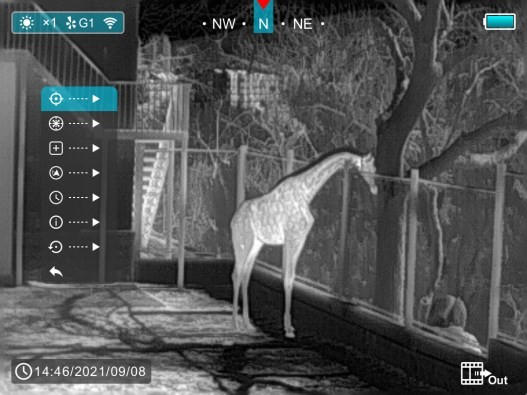 ×1 G1
• NW • N • NE •
14:46/2021/09/08
Out